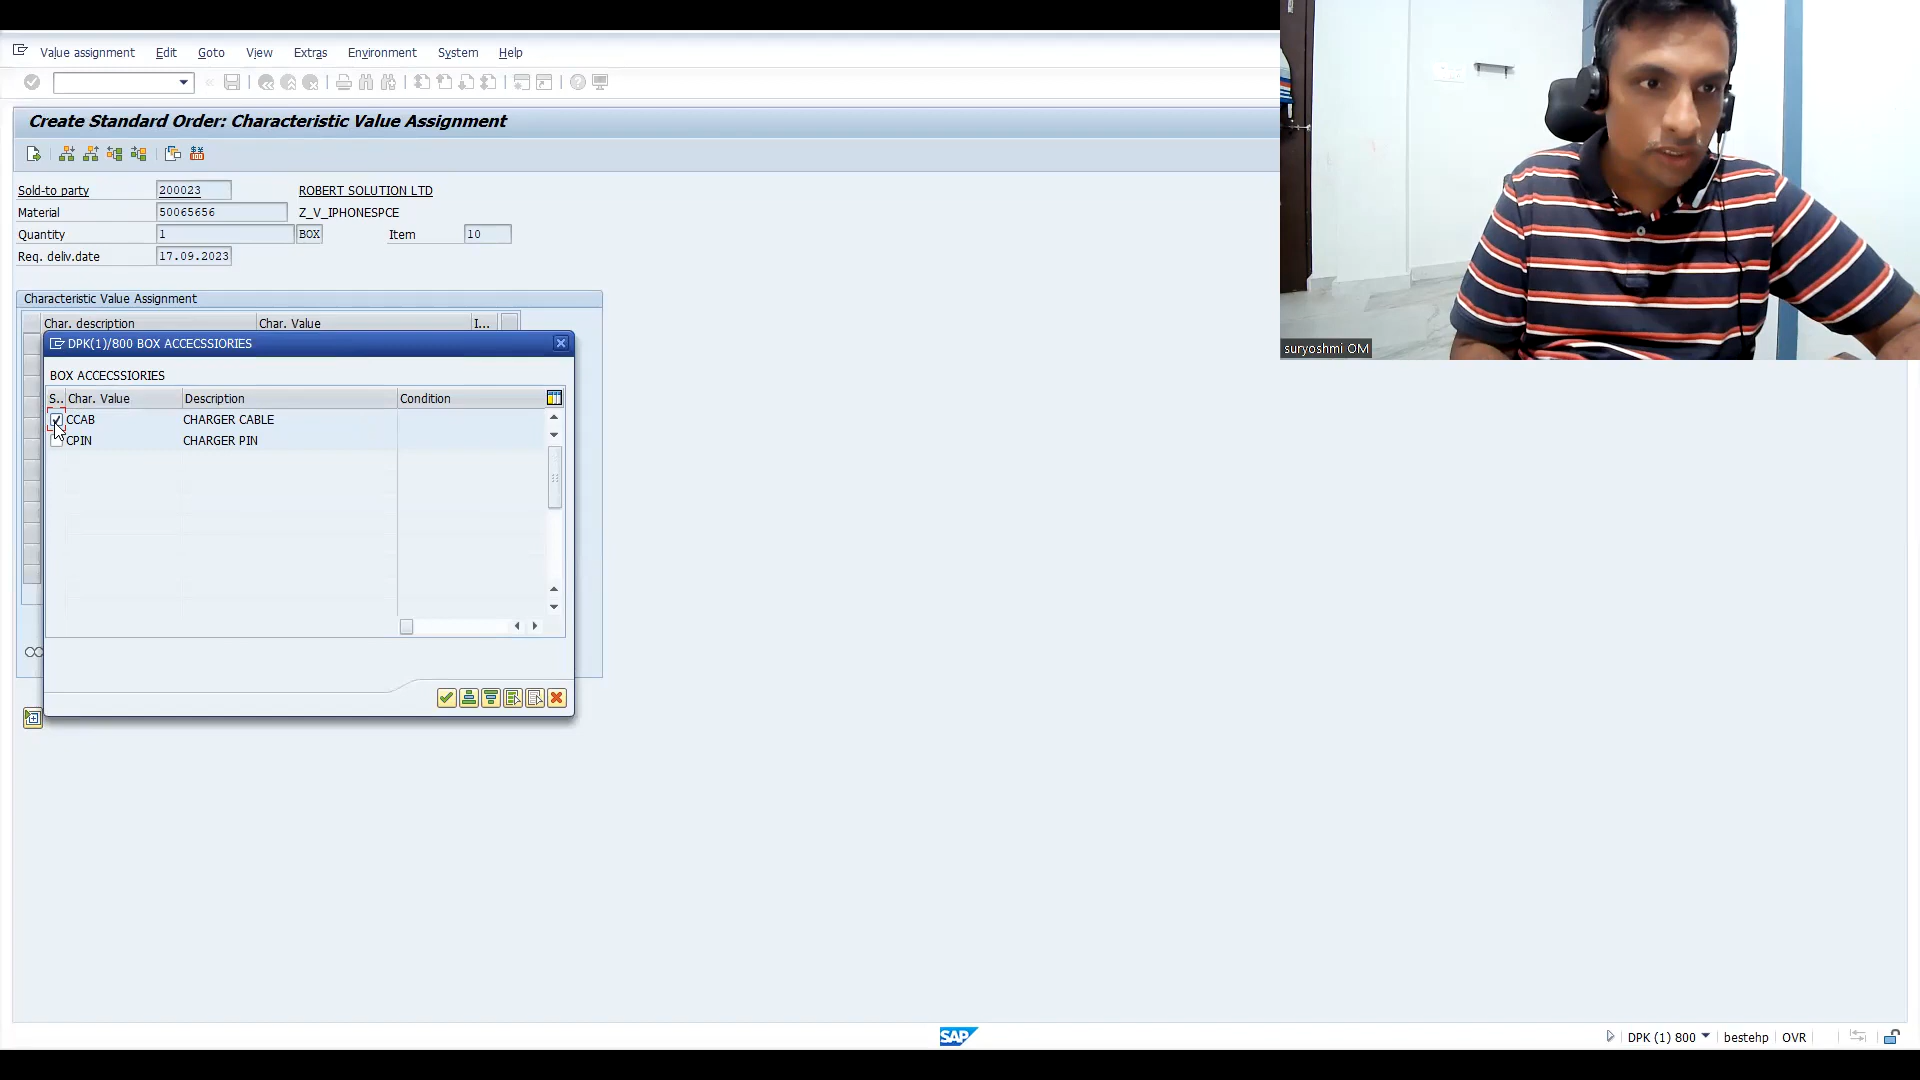 Value assignment Edit Goto View Extras Environment System Help
Create Standard Order: Characteristic Value Assignment
Sold-to party 200023 ROBERT SOLUTION LTD
Material 50065656 Z_V_IPHONESPCE
Quantity 1 BOX Item 10
Req. deliv.date 17.09.2023
Characteristic Value Assignment
Char. description Char. Value I...
DPK(1)/800 BOX ACCECSSIORIES
BOX ACCECSSIORIES
S.. Char. Value Description Condition
CCAB CHARGER CABLE
CPIN CHARGER PIN
suryoshmi OM
SAP
DPK (1) 800 bestehp OVR